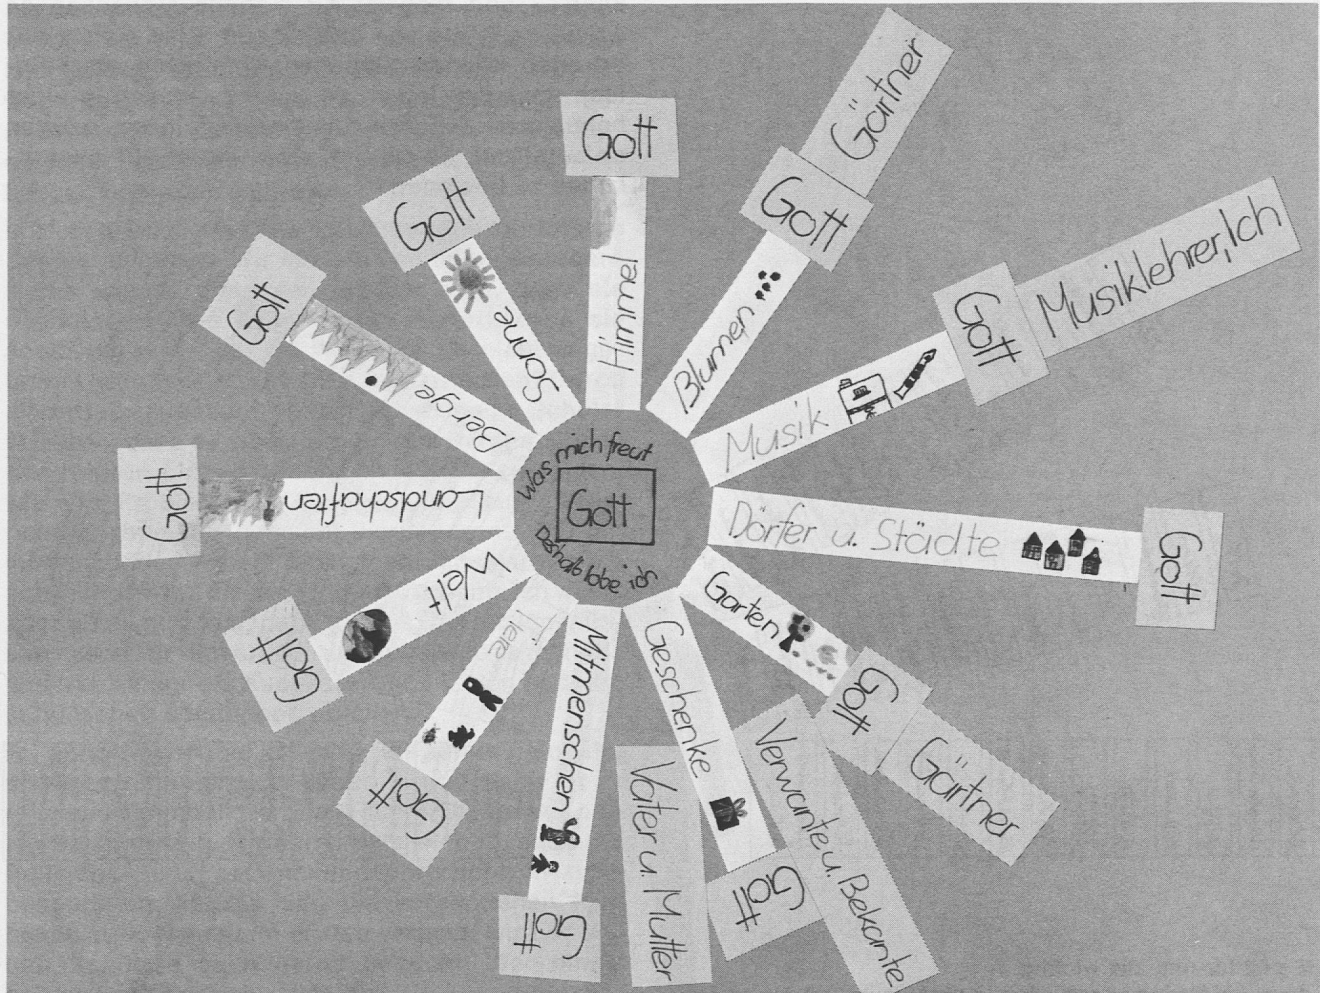 Was mich freut
Gott
Deshalb lobe ich
Himmel
Gott
Blumen
Gott
Gärtner
Musik
Gott
Musiklehrer, Ich
Dörfer u. Städte
Gott
Garten
Gott
Gärtner
Geschenke
Gott
Verwante u. Bekante
Vater u. Mutter
Mitmenschen
Gott
Tiere
Gott
Welt
Gott
Landschaften
Gott
Berge
Gott
Sonne
Gott